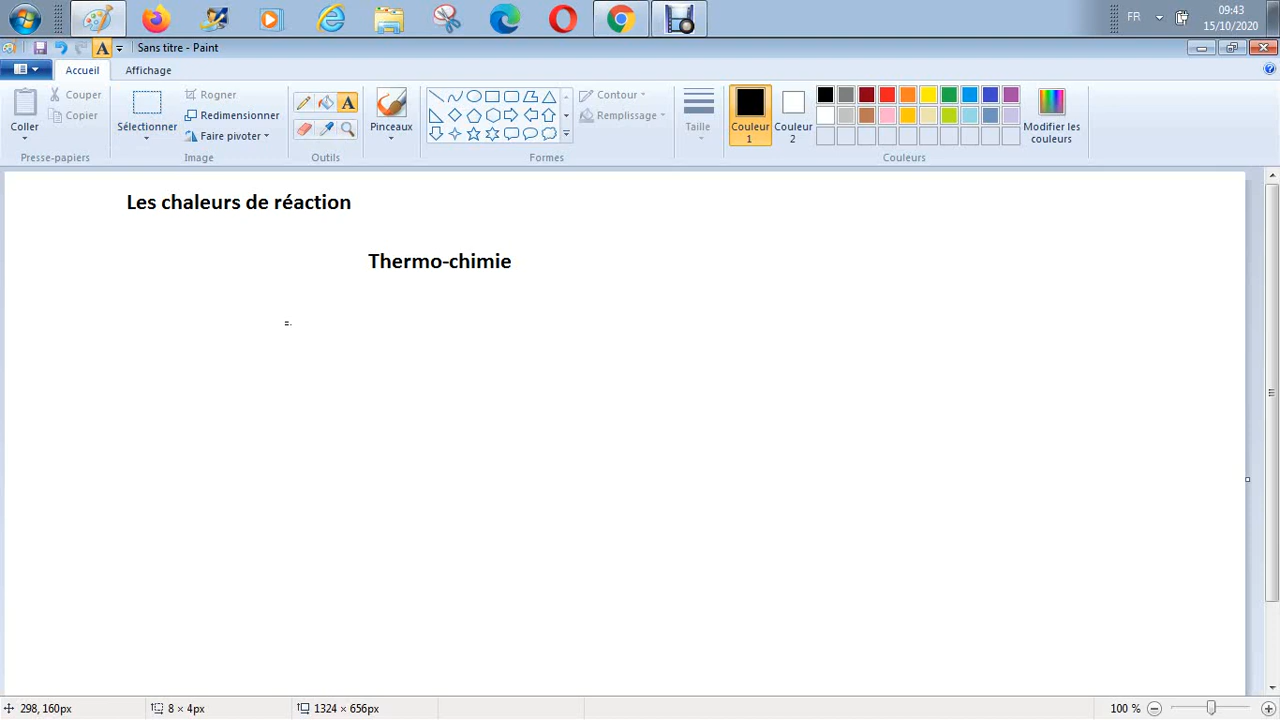 FR
09:43
15/10/2020
Sans titre - Paint
Accueil
Affichage
Coller
Couper
Copier
Presse-papiers
Sélectionner
Rogner
Redimensionner
Faire pivoter
Image
A
Outils
Pinceaux
Contour
Remplissage
Formes
Taille
Couleur 1
Couleur 2
Modifier les couleurs
Couleurs
Les chaleurs de réaction
Thermo-chimie
298, 160px
8 × 4px
1324 × 656px
100 %